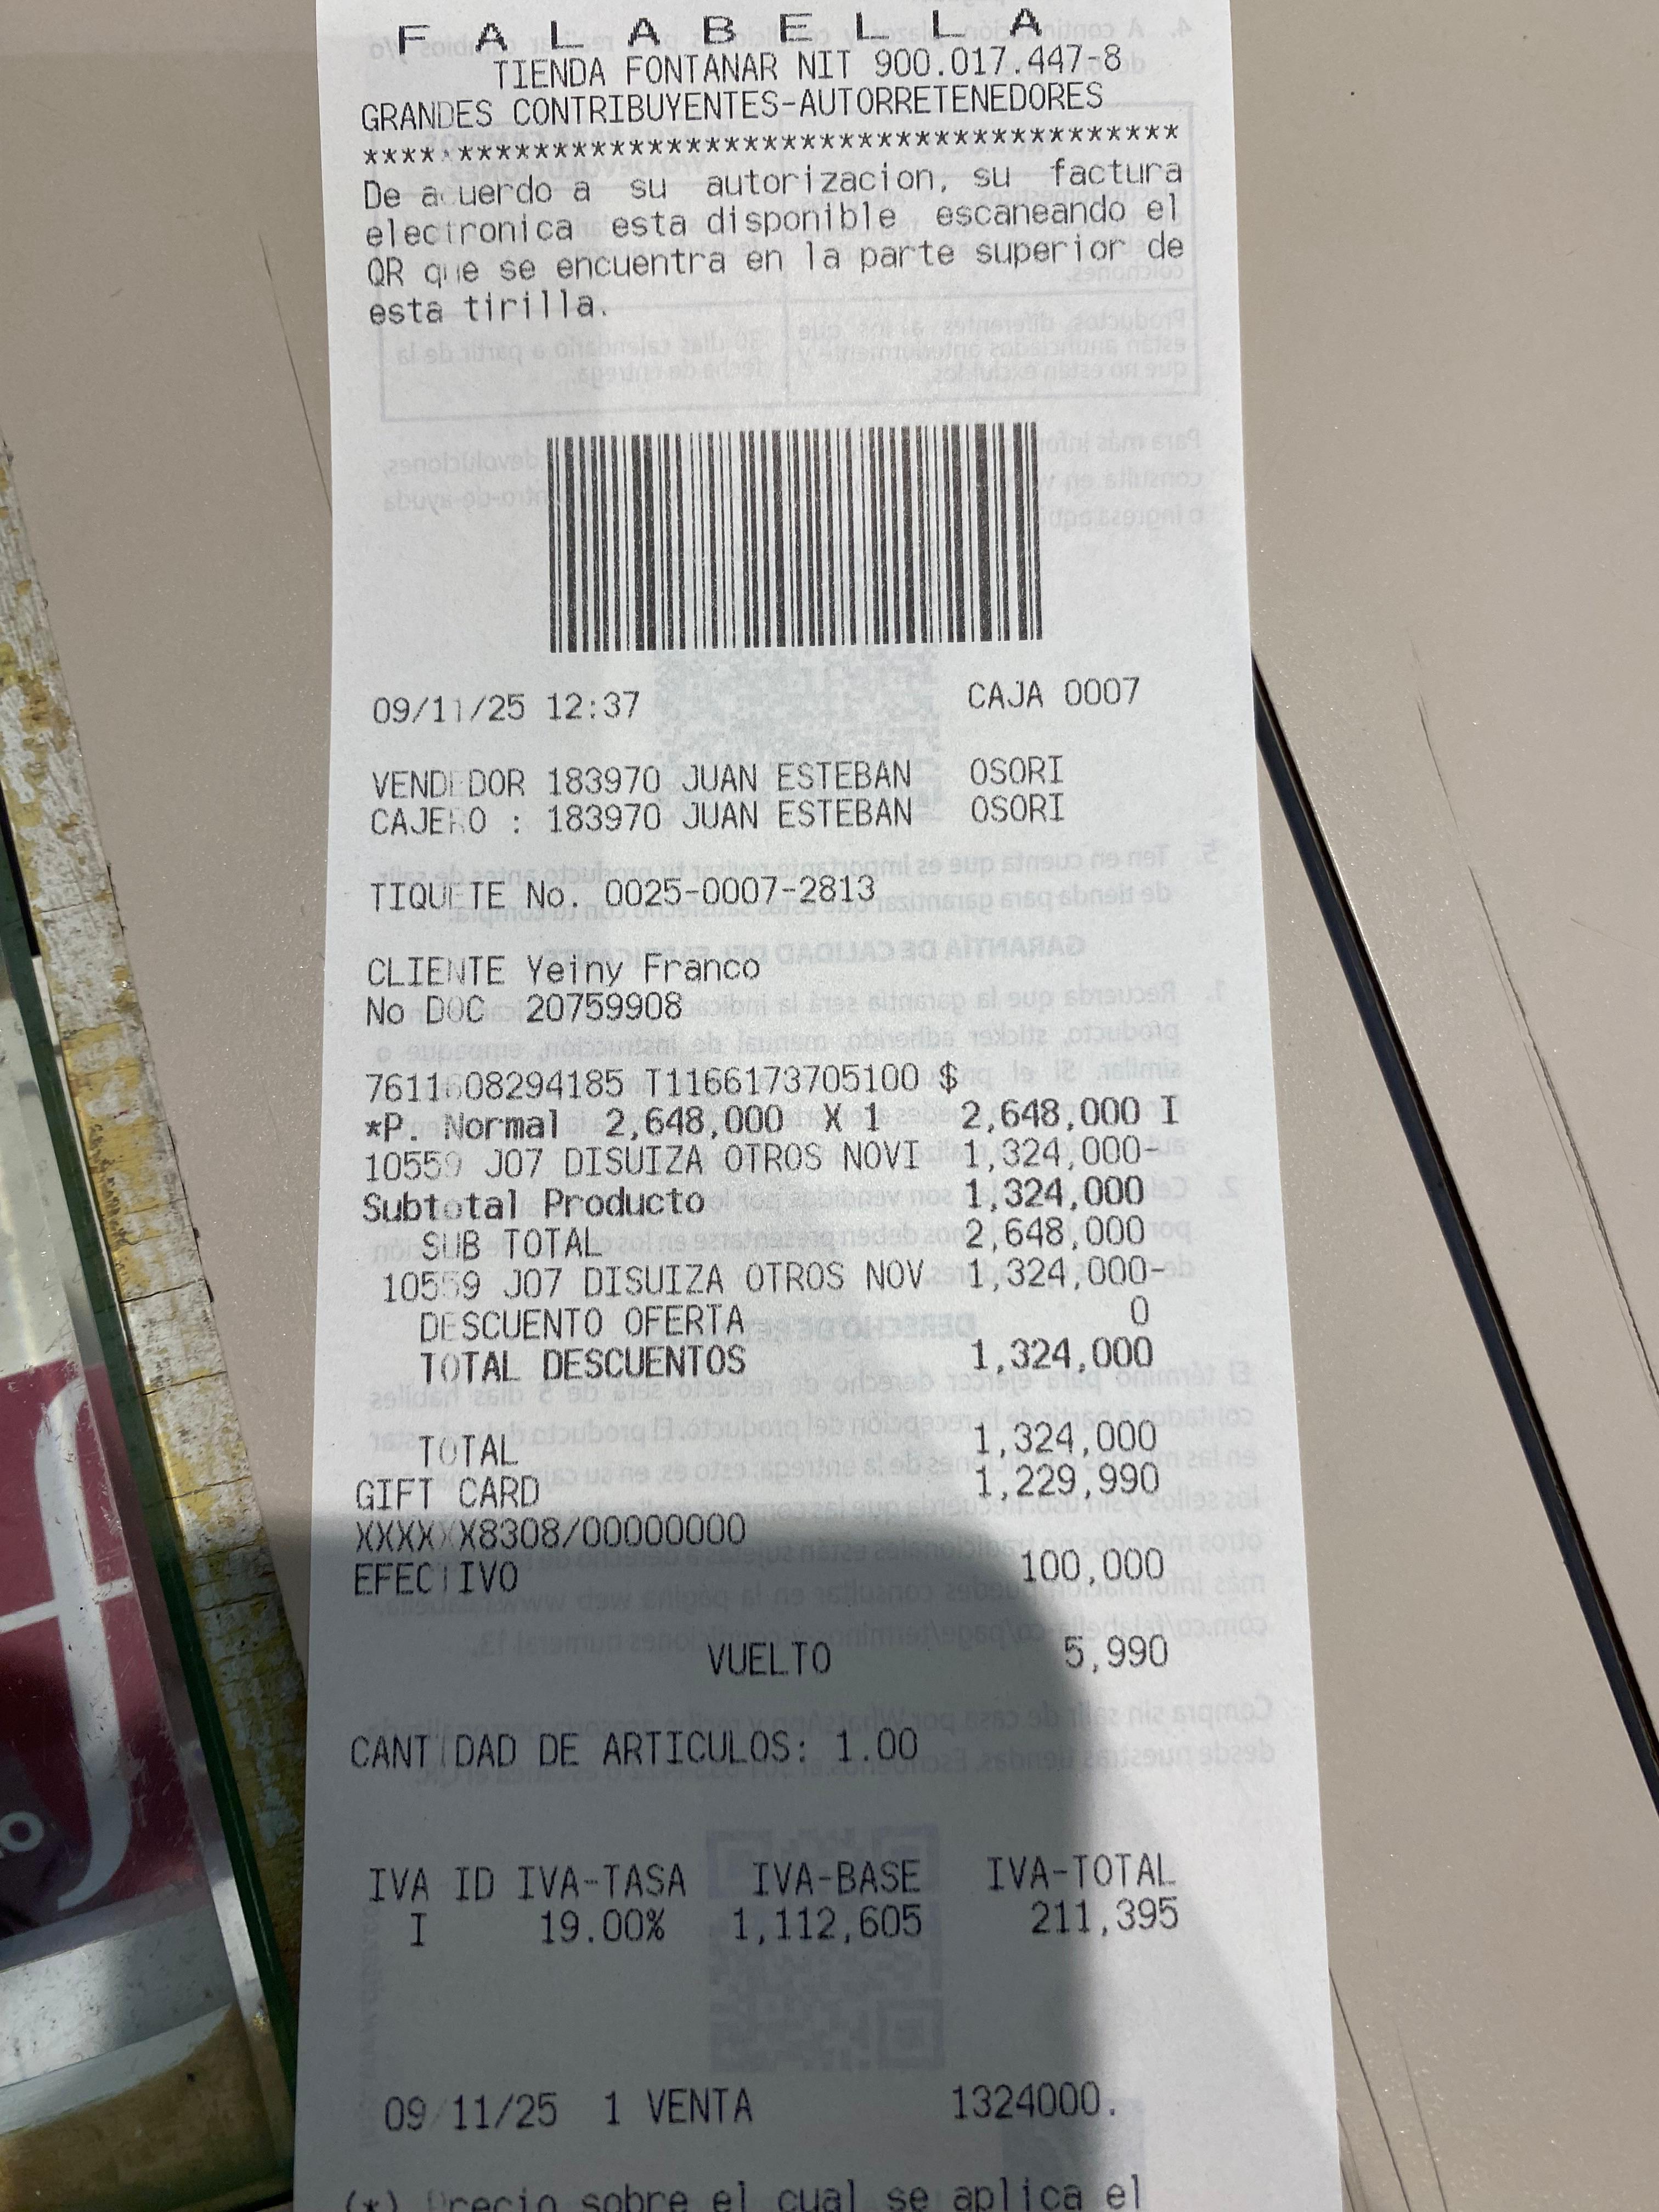 F A L A B E L L A
TIENDA FONTANAR NIT 900.017.447-8
GRANDES CONTRIBUYENTES-AUTORRETENEDORES
*******************************************
De acuerdo a su autorizacion, su factura
electronica esta disponible escaneando el
QR que se encuentra en la parte superior de
esta tirilla.
09/11/25 12:37 CAJA 0007
VENDEDOR 183970 JUAN ESTEBAN OSORI
CAJERO : 183970 JUAN ESTEBAN OSORI
TIQUETE No. 0025-0007-2813
CLIENTE Yeiny Franco
No DOC 20759908
7611608294185 T1166173705100 $
*P. Normal 2,648,000 X 1 2,648,000 I
10559 J07 DISUIZA OTROS NOVI 1,324,000-
Subtotal Producto 1,324,000
SUB TOTAL 2,648,000
10559 J07 DISUIZA OTROS NOV 1,324,000-
DESCUENTO OFERTA 0
TOTAL DESCUENTOS 1,324,000
TOTAL 1,324,000
GIFT CARD 1,229,990
XXXXXX8308/00000000
EFECTIVO 100,000
VUELTO 5,990
CANTIDAD DE ARTICULOS: 1.00
IVA ID IVA-TASA IVA-BASE IVA-TOTAL
I 19.00% 1,112,605 211,395
09/11/25 1 VENTA 1324000.
(*) Precio sobre el cual se aplica el